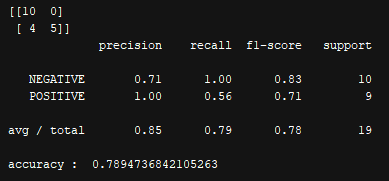 [[10  0]
 [ 4  5]]
             precision    recall  f1-score   support

   NEGATIVE       0.71      1.00      0.83        10
   POSITIVE       1.00      0.56      0.71         9

avg / total       0.85      0.79      0.78        19

accuracy :  0.7894736842105263